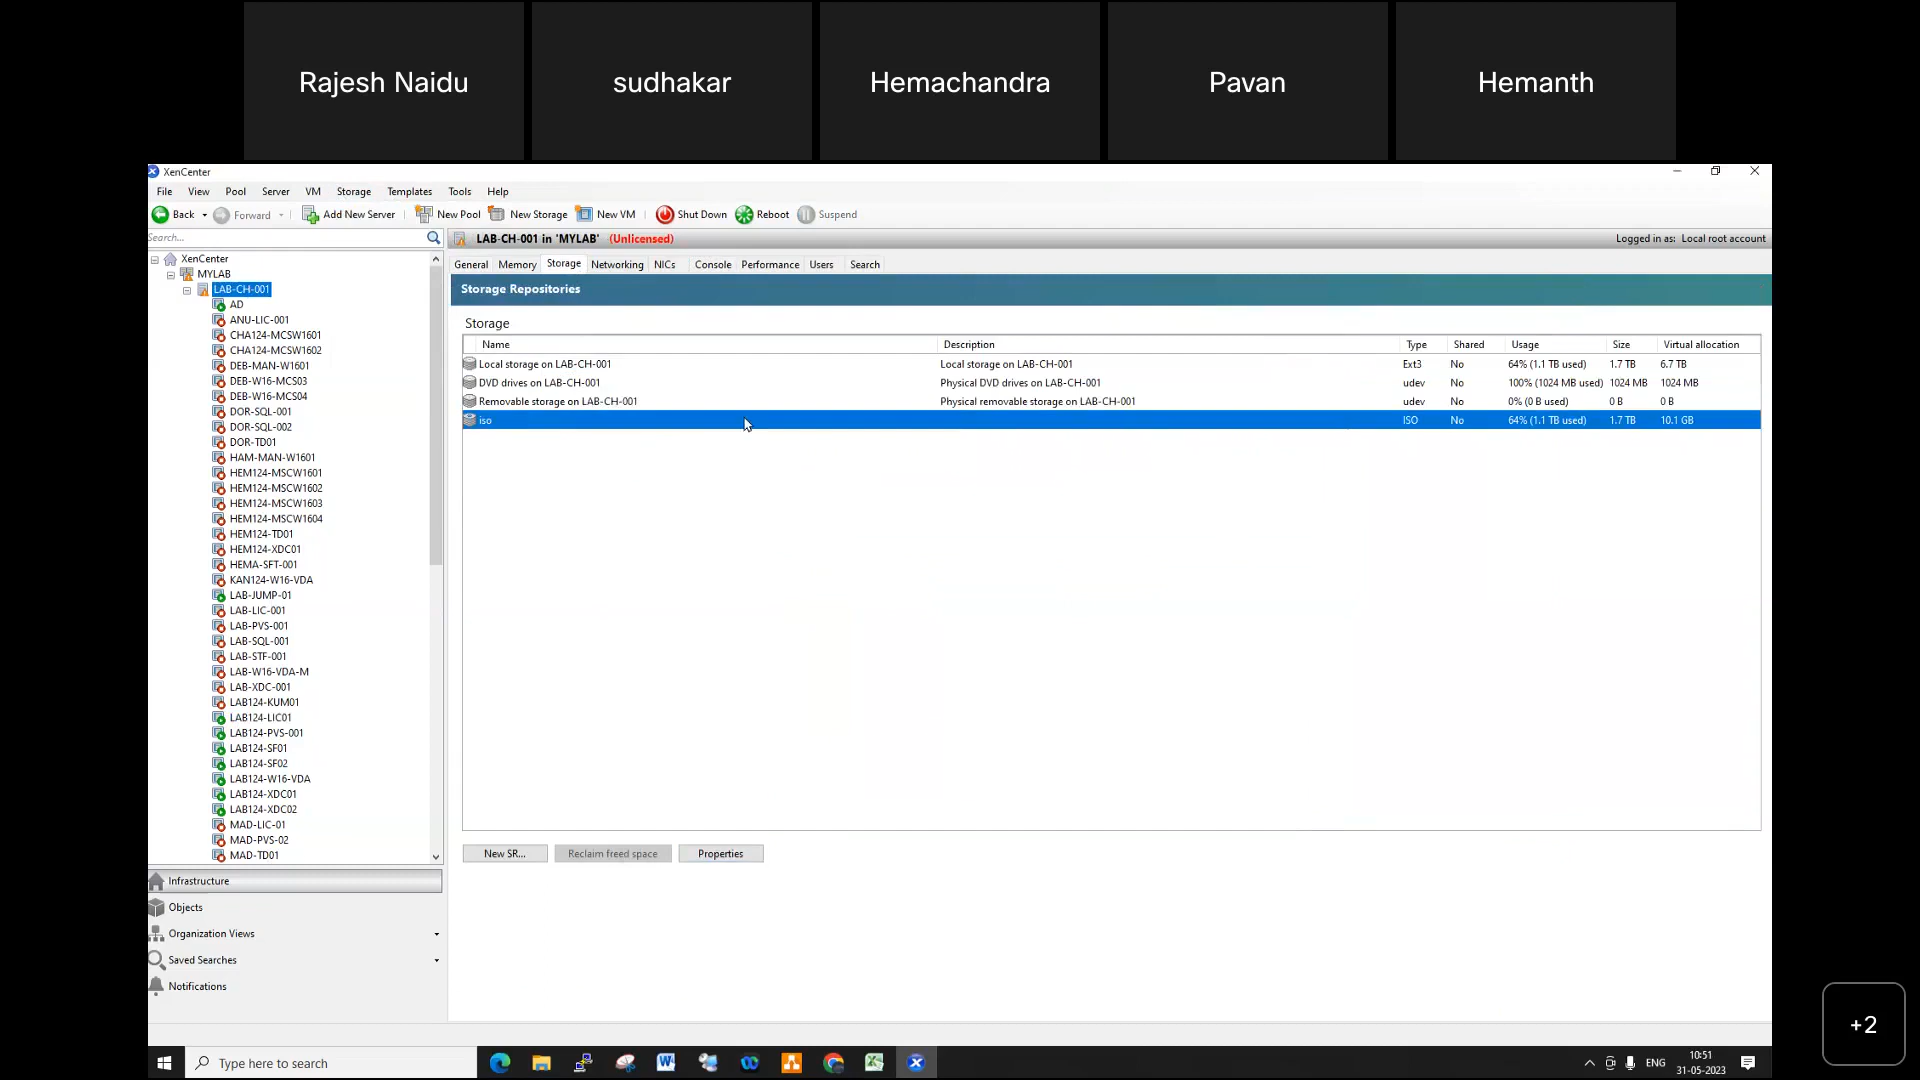 Rajesh Naidu
sudhakar
Hemachandra
Pavan
Hemanth
XenCenter
File View Pool Server VM Storage Templates Tools Help
Back Forward Add New Server New Pool New Storage New VM Shut Down Reboot Suspend
Search...
LAB-CH-001 in 'MYLAB' (Unlicensed) Logged in as: Local root account
XenCenter
MYLAB
LAB-CH-001
AD
ANU-LIC-001
CHA124-MCSW1601
CHA124-MCSW1602
DEB-MAN-W1601
DEB-W16-MCS03
DEB-W16-MCS04
DOR-SQL-001
DOR-SQL-002
DOR-TD01
HAM-MAN-W1601
HEM124-MSCW1601
HEM124-MSCW1602
HEM124-MSCW1603
HEM124-MSCW1604
HEM124-TD01
HEM124-XDC01
HEMA-SFT-001
KAN124-W16-VDA
LAB-JUMP-01
LAB-LIC-001
LAB-PVS-001
LAB-SQL-001
LAB-STF-001
LAB-W16-VDA-M
LAB-XDC-001
LAB124-KUM01
LAB124-LIC01
LAB124-PVS-001
LAB124-SF01
LAB124-SF02
LAB124-W16-VDA
LAB124-XDC01
LAB124-XDC02
MAD-LIC-01
MAD-PVS-02
MAD-TD01
Infrastructure
Objects
Organization Views
Saved Searches
Notifications
General Memory Storage Networking NICs Console Performance Users Search
Storage Repositories
Storage
Name Description Type Shared Usage Size Virtual allocation
Local storage on LAB-CH-001 Local storage on LAB-CH-001 Ext3 No 64% (1.1 TB used) 1.7 TB 6.7 TB
DVD drives on LAB-CH-001 Physical DVD drives on LAB-CH-001 udev No 100% (1024 MB used) 1024 MB 1024 MB
Removable storage on LAB-CH-001 Physical removable storage on LAB-CH-001 udev No 0% (0 B used) 0 B 0 B
iso ISO No 64% (1.1 TB used) 1.7 TB 10.1 GB
New SR... Reclaim freed space Properties
+2
Type here to search
ENG
10:51
31-05-2023